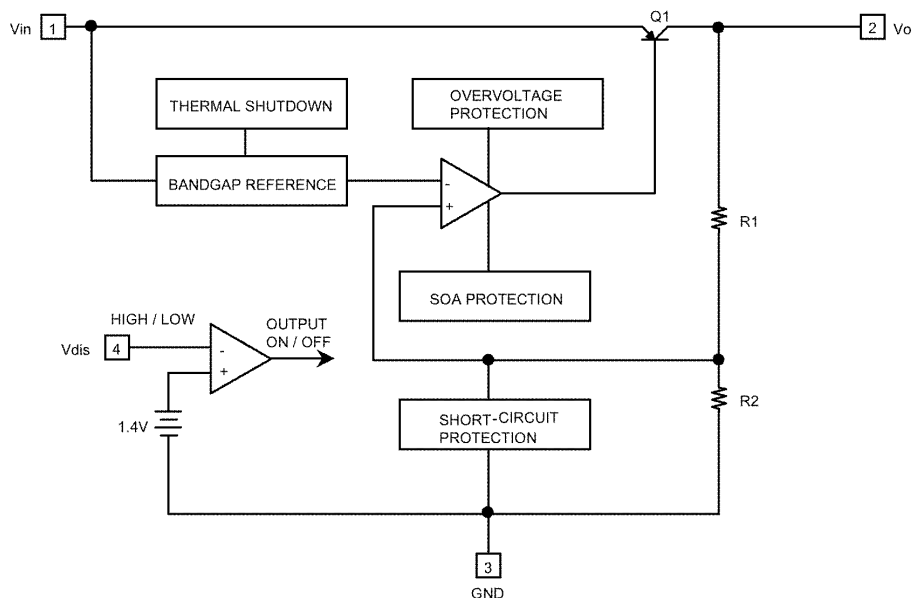 Q1
Vin 1
2 Vo
THERMAL SHUTDOWN
OVERVOLTAGE
PROTECTION
BANDGAP REFERENCE
-
+
R1
SOA PROTECTION
HIGH / LOW
OUTPUT
ON / OFF
Vdis 4
-
+
1.4V
SHORT-CIRCUIT
PROTECTION
R2
3
GND